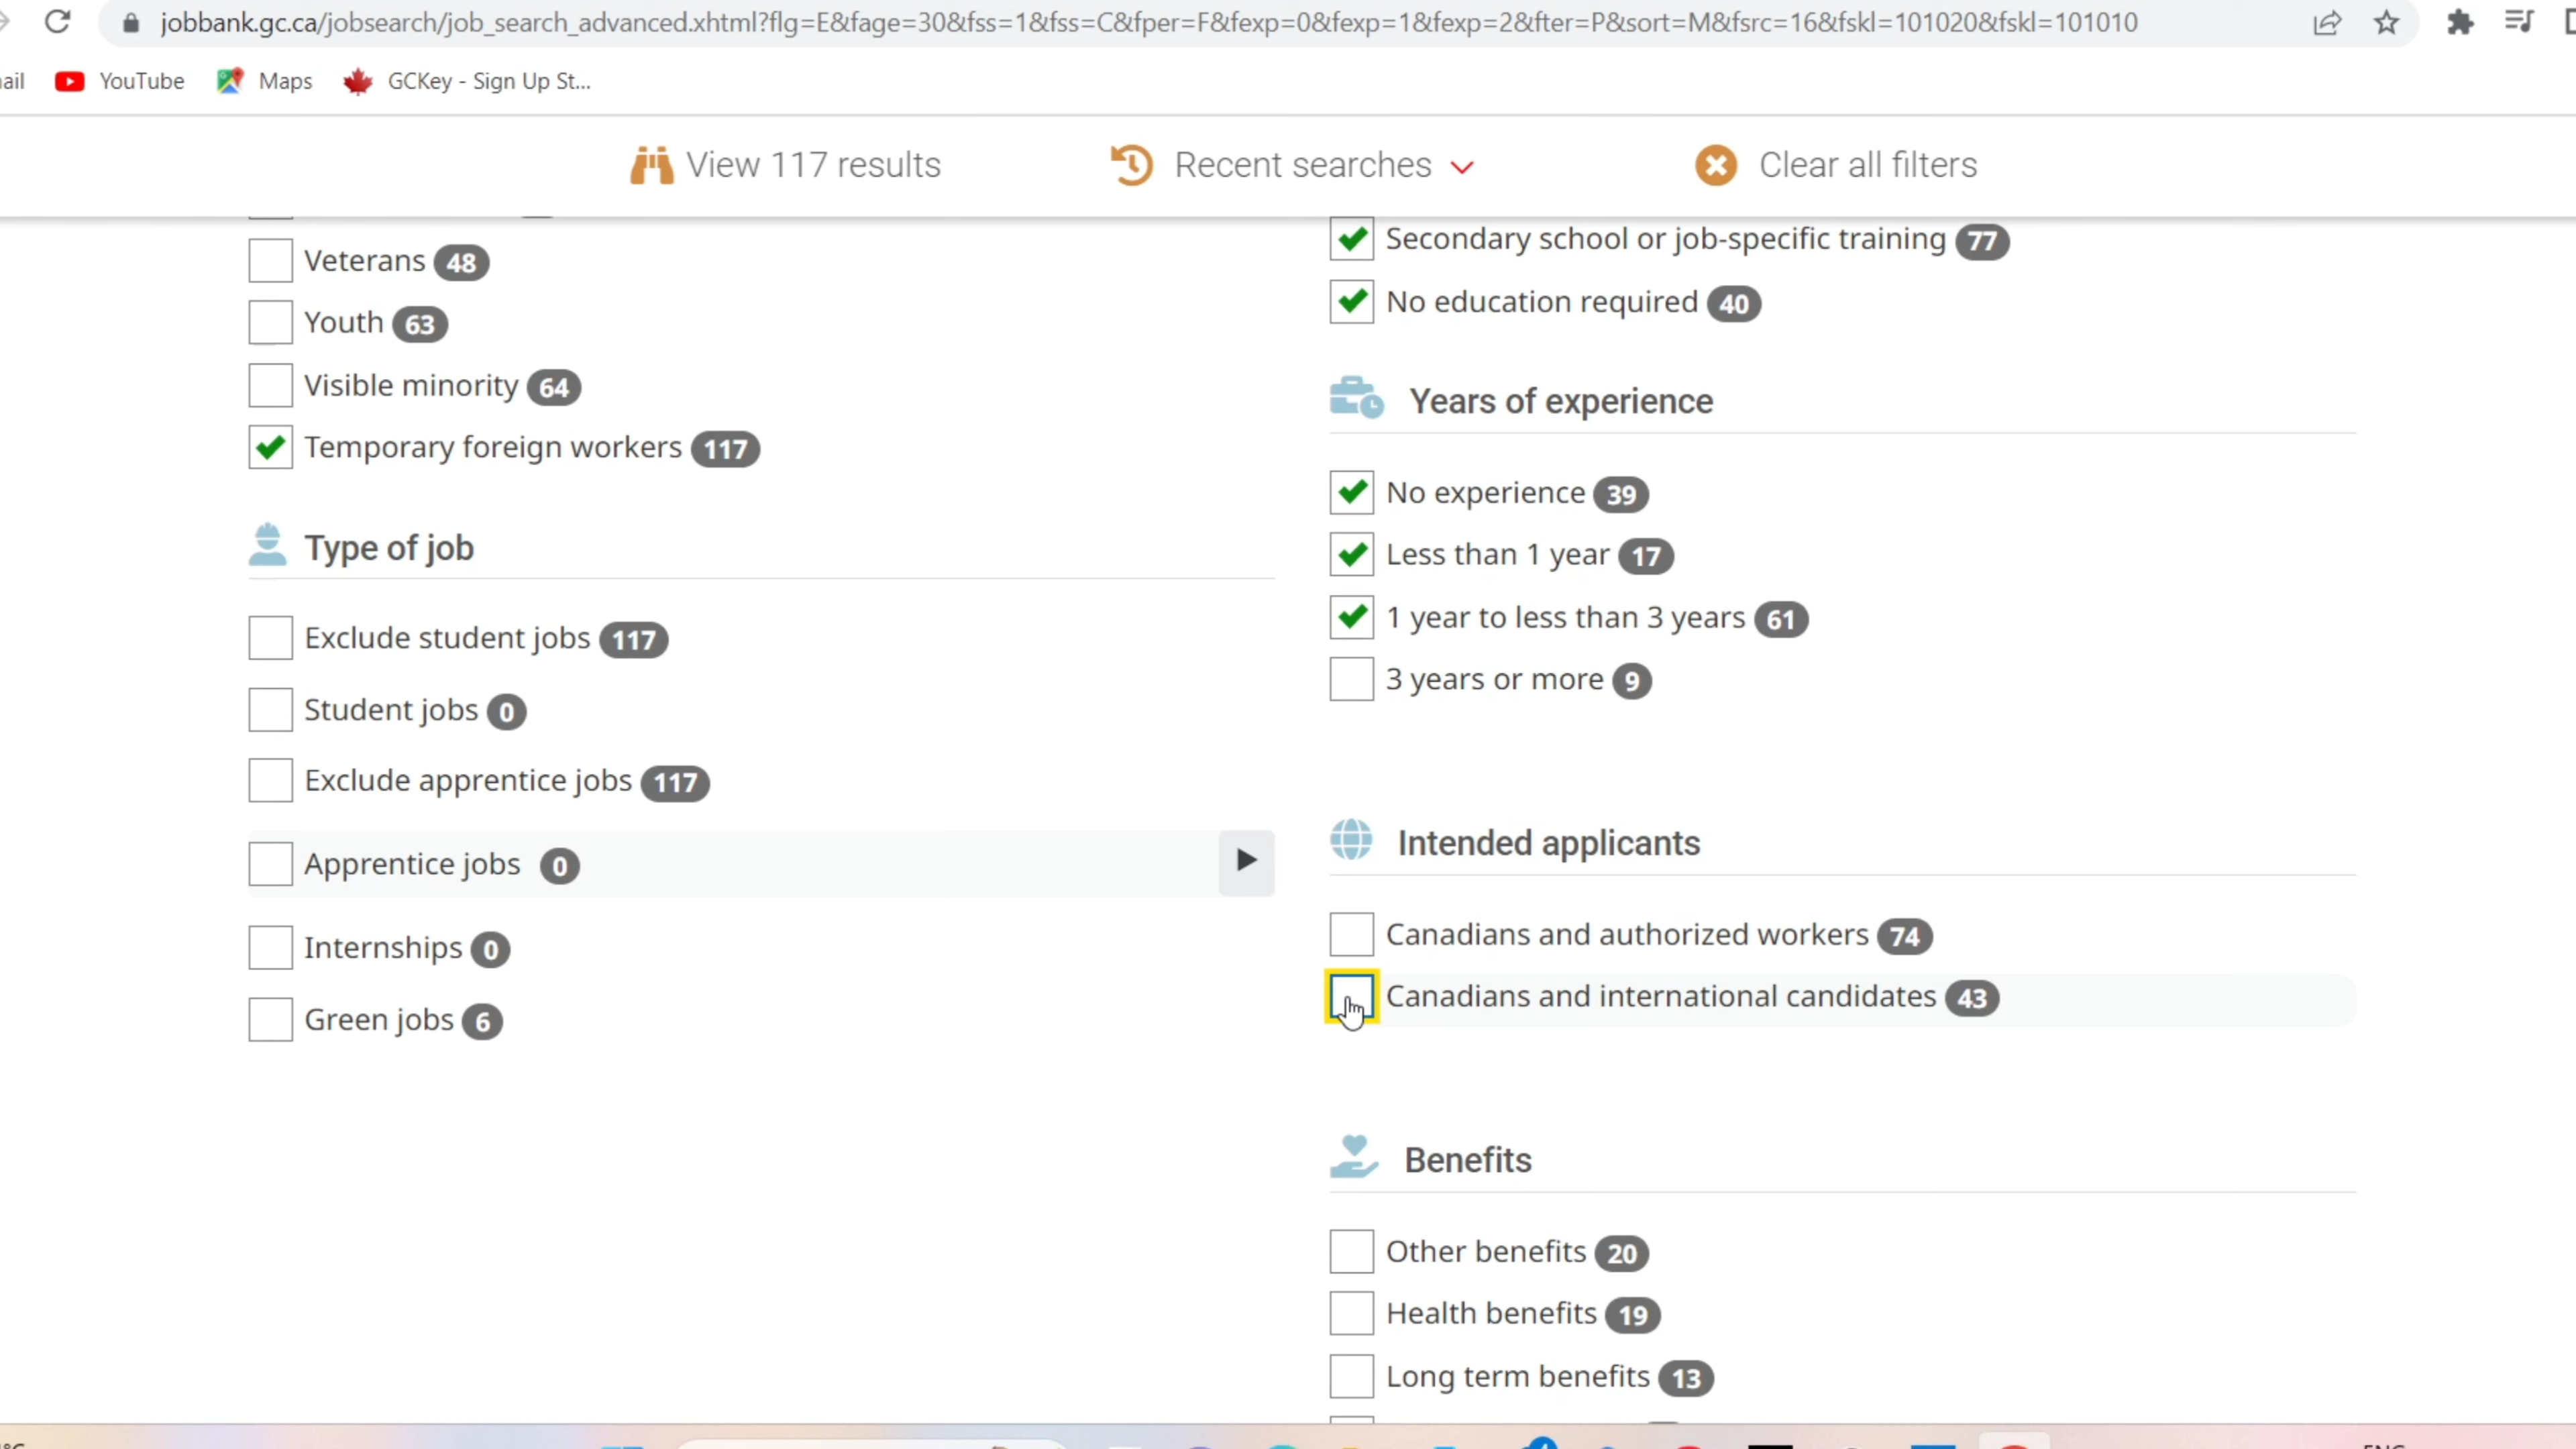 jobbank.gc.ca/jobsearch/job_search_advanced.xhtml?flg=E&fage=30&fss=1&fss=C&fper=F&fexp=0&fexp=1&fexp=2&fter=P&sort=M&fsrc=16&fskl=101020&fskl=101010
ail YouTube Maps GCKey - Sign Up St...
View 117 results Recent searches Clear all filters
Veterans 48
Youth 63
Visible minority 64
Temporary foreign workers 117
Type of job
Exclude student jobs 117
Student jobs 0
Exclude apprentice jobs 117
Apprentice jobs 0
Internships 0
Green jobs 6
Secondary school or job-specific training 77
No education required 40
Years of experience
No experience 39
Less than 1 year 17
1 year to less than 3 years 61
3 years or more 9
Intended applicants
Canadians and authorized workers 74
Canadians and international candidates 43
Benefits
Other benefits 20
Health benefits 19
Long term benefits 13